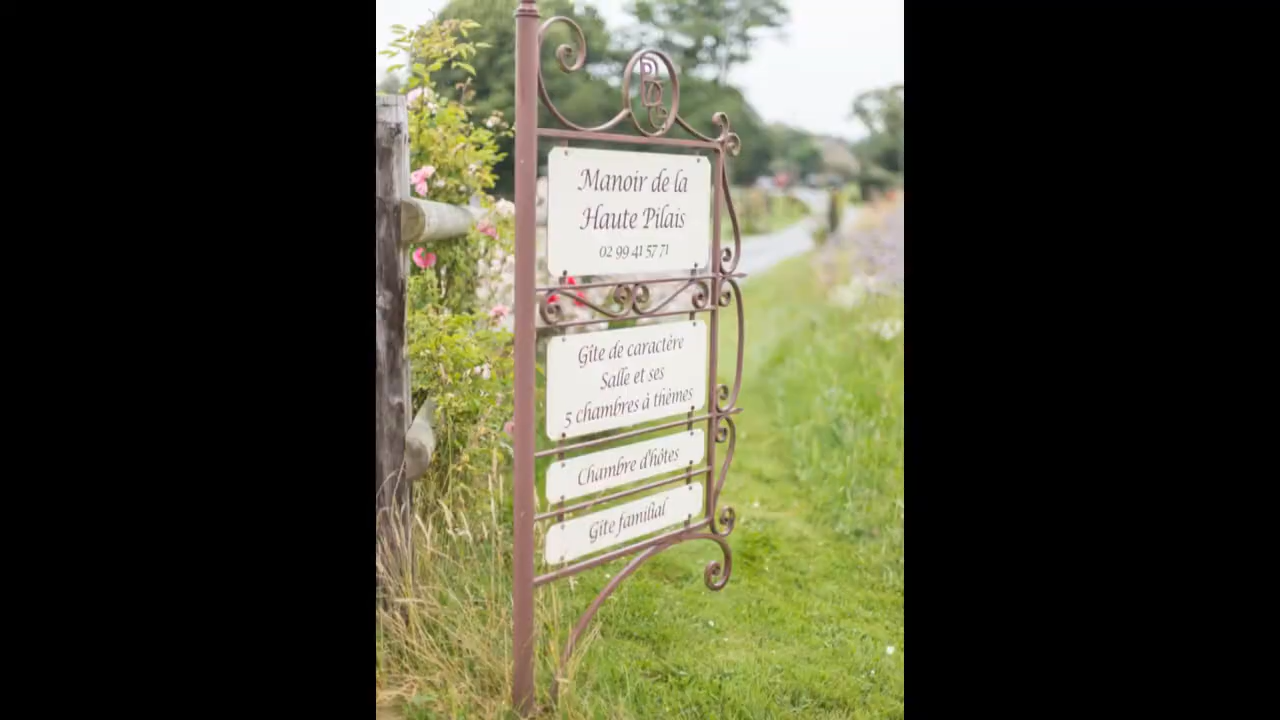 Manoir de la
Haute Pilais
02 99 41 57 71
Gîte de caractère
Salle et ses
5 chambres à thèmes
Chambre d'hôtes
Gîte familial